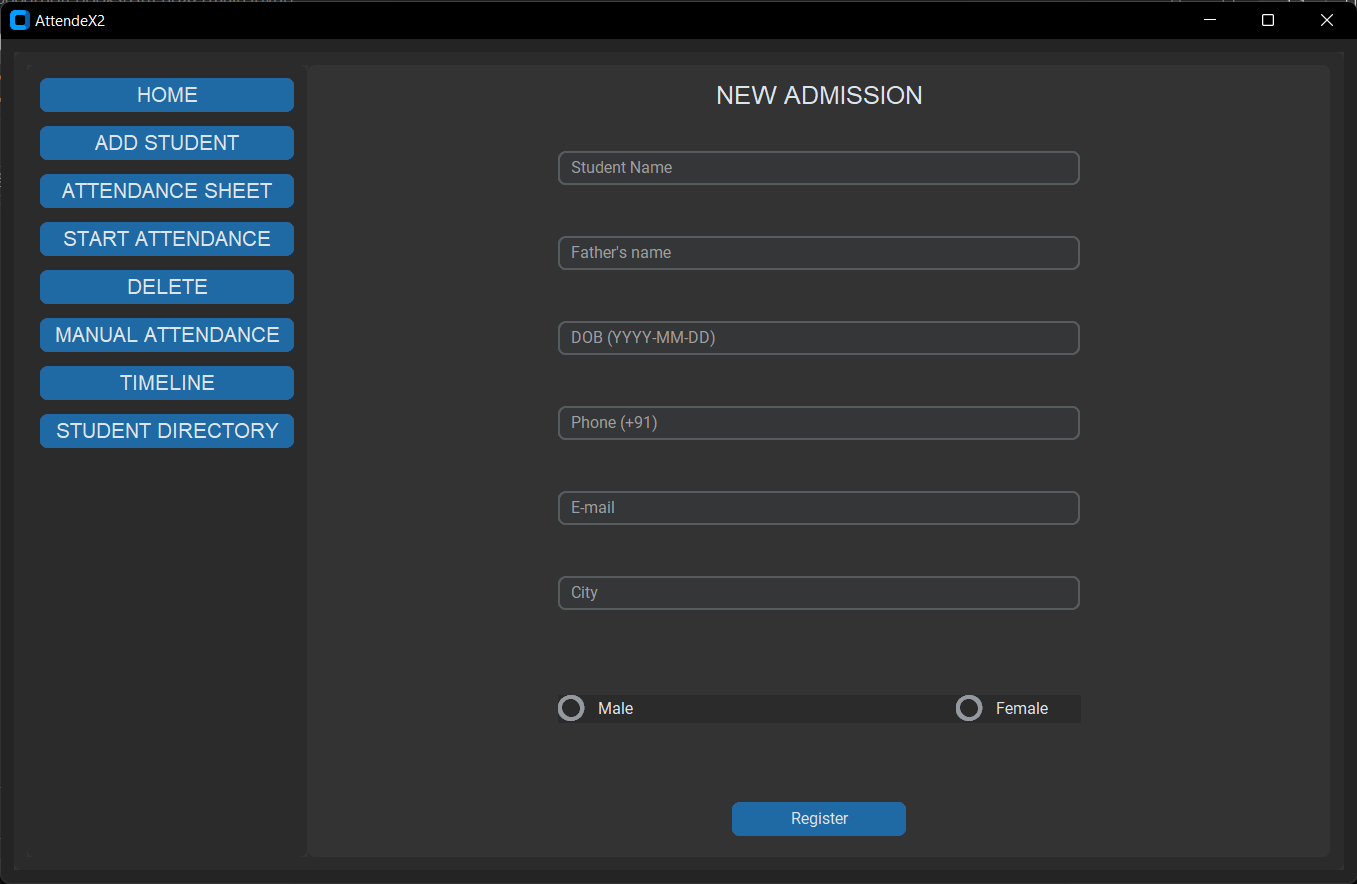 AttendeX2
HOME
ADD STUDENT
ATTENDANCE SHEET
START ATTENDANCE
DELETE
MANUAL ATTENDANCE
TIMELINE
STUDENT DIRECTORY
NEW ADMISSION
Student Name
Father's name
DOB (YYYY-MM-DD)
Phone (+91)
E-mail
City
Male Female
Register